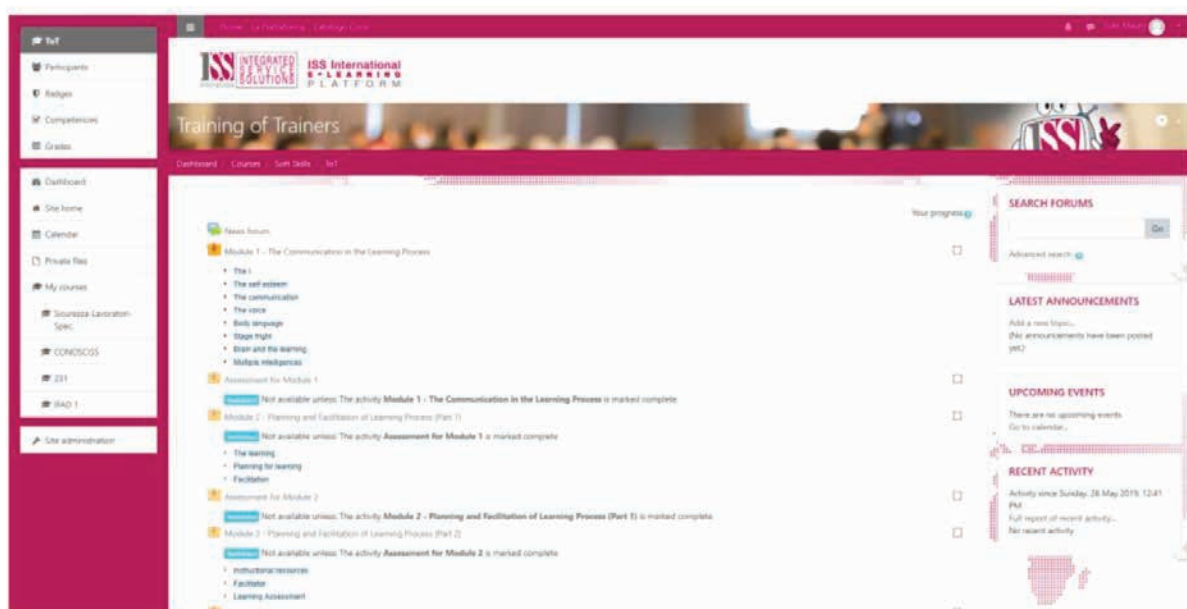 ToT
Participants
Badges
Competences
Grades
Dashboard
Site home
Calendar
Private files
My courses
Sicurezza Lavoratori-
Spec.
231
Site administration
ISS
INTEGRATED
SERVICE
SOLUTIONS
ISS International
E-LEARNING
PLATFORM
Training of Trainers
ISS
Dashboard Courses Soft Skills ToT
Your progress
News forum
Module 1 - The Communication in the Learning Process
The I
The self esteem
The communication
The voice
Body language
Stage fright
Brain and the learning
Multiple intelligences
Assessment for Module 1
Not available unless: The activity Module 1 - The Communication in the Learning Process is marked complete
Module 2 - Planning and Facilitation of Learning Process (Part 1)
Not available unless: The activity Assessment for Module 1 is marked complete
The learning
Planning for learning
Facilitation
Assessment for Module 2
Not available unless: The activity Module 2 - Planning and Facilitation of Learning Process (Part 1) is marked complete
Module 3 - Planning and Facilitation of Learning Process (Part 2)
Not available unless: The activity Assessment for Module 2 is marked complete
Instructional resources
Facilitator
Learning Assessment
SEARCH FORUMS
Go
Advanced search
LATEST ANNOUNCEMENTS
Add a new topic...
(No announcements have been posted
yet.)
UPCOMING EVENTS
There are no upcoming events
Go to calendar...
RECENT ACTIVITY
Activity since Sunday, 26 May 2019, 12:41
PM
Full report of recent activity...
No recent activity